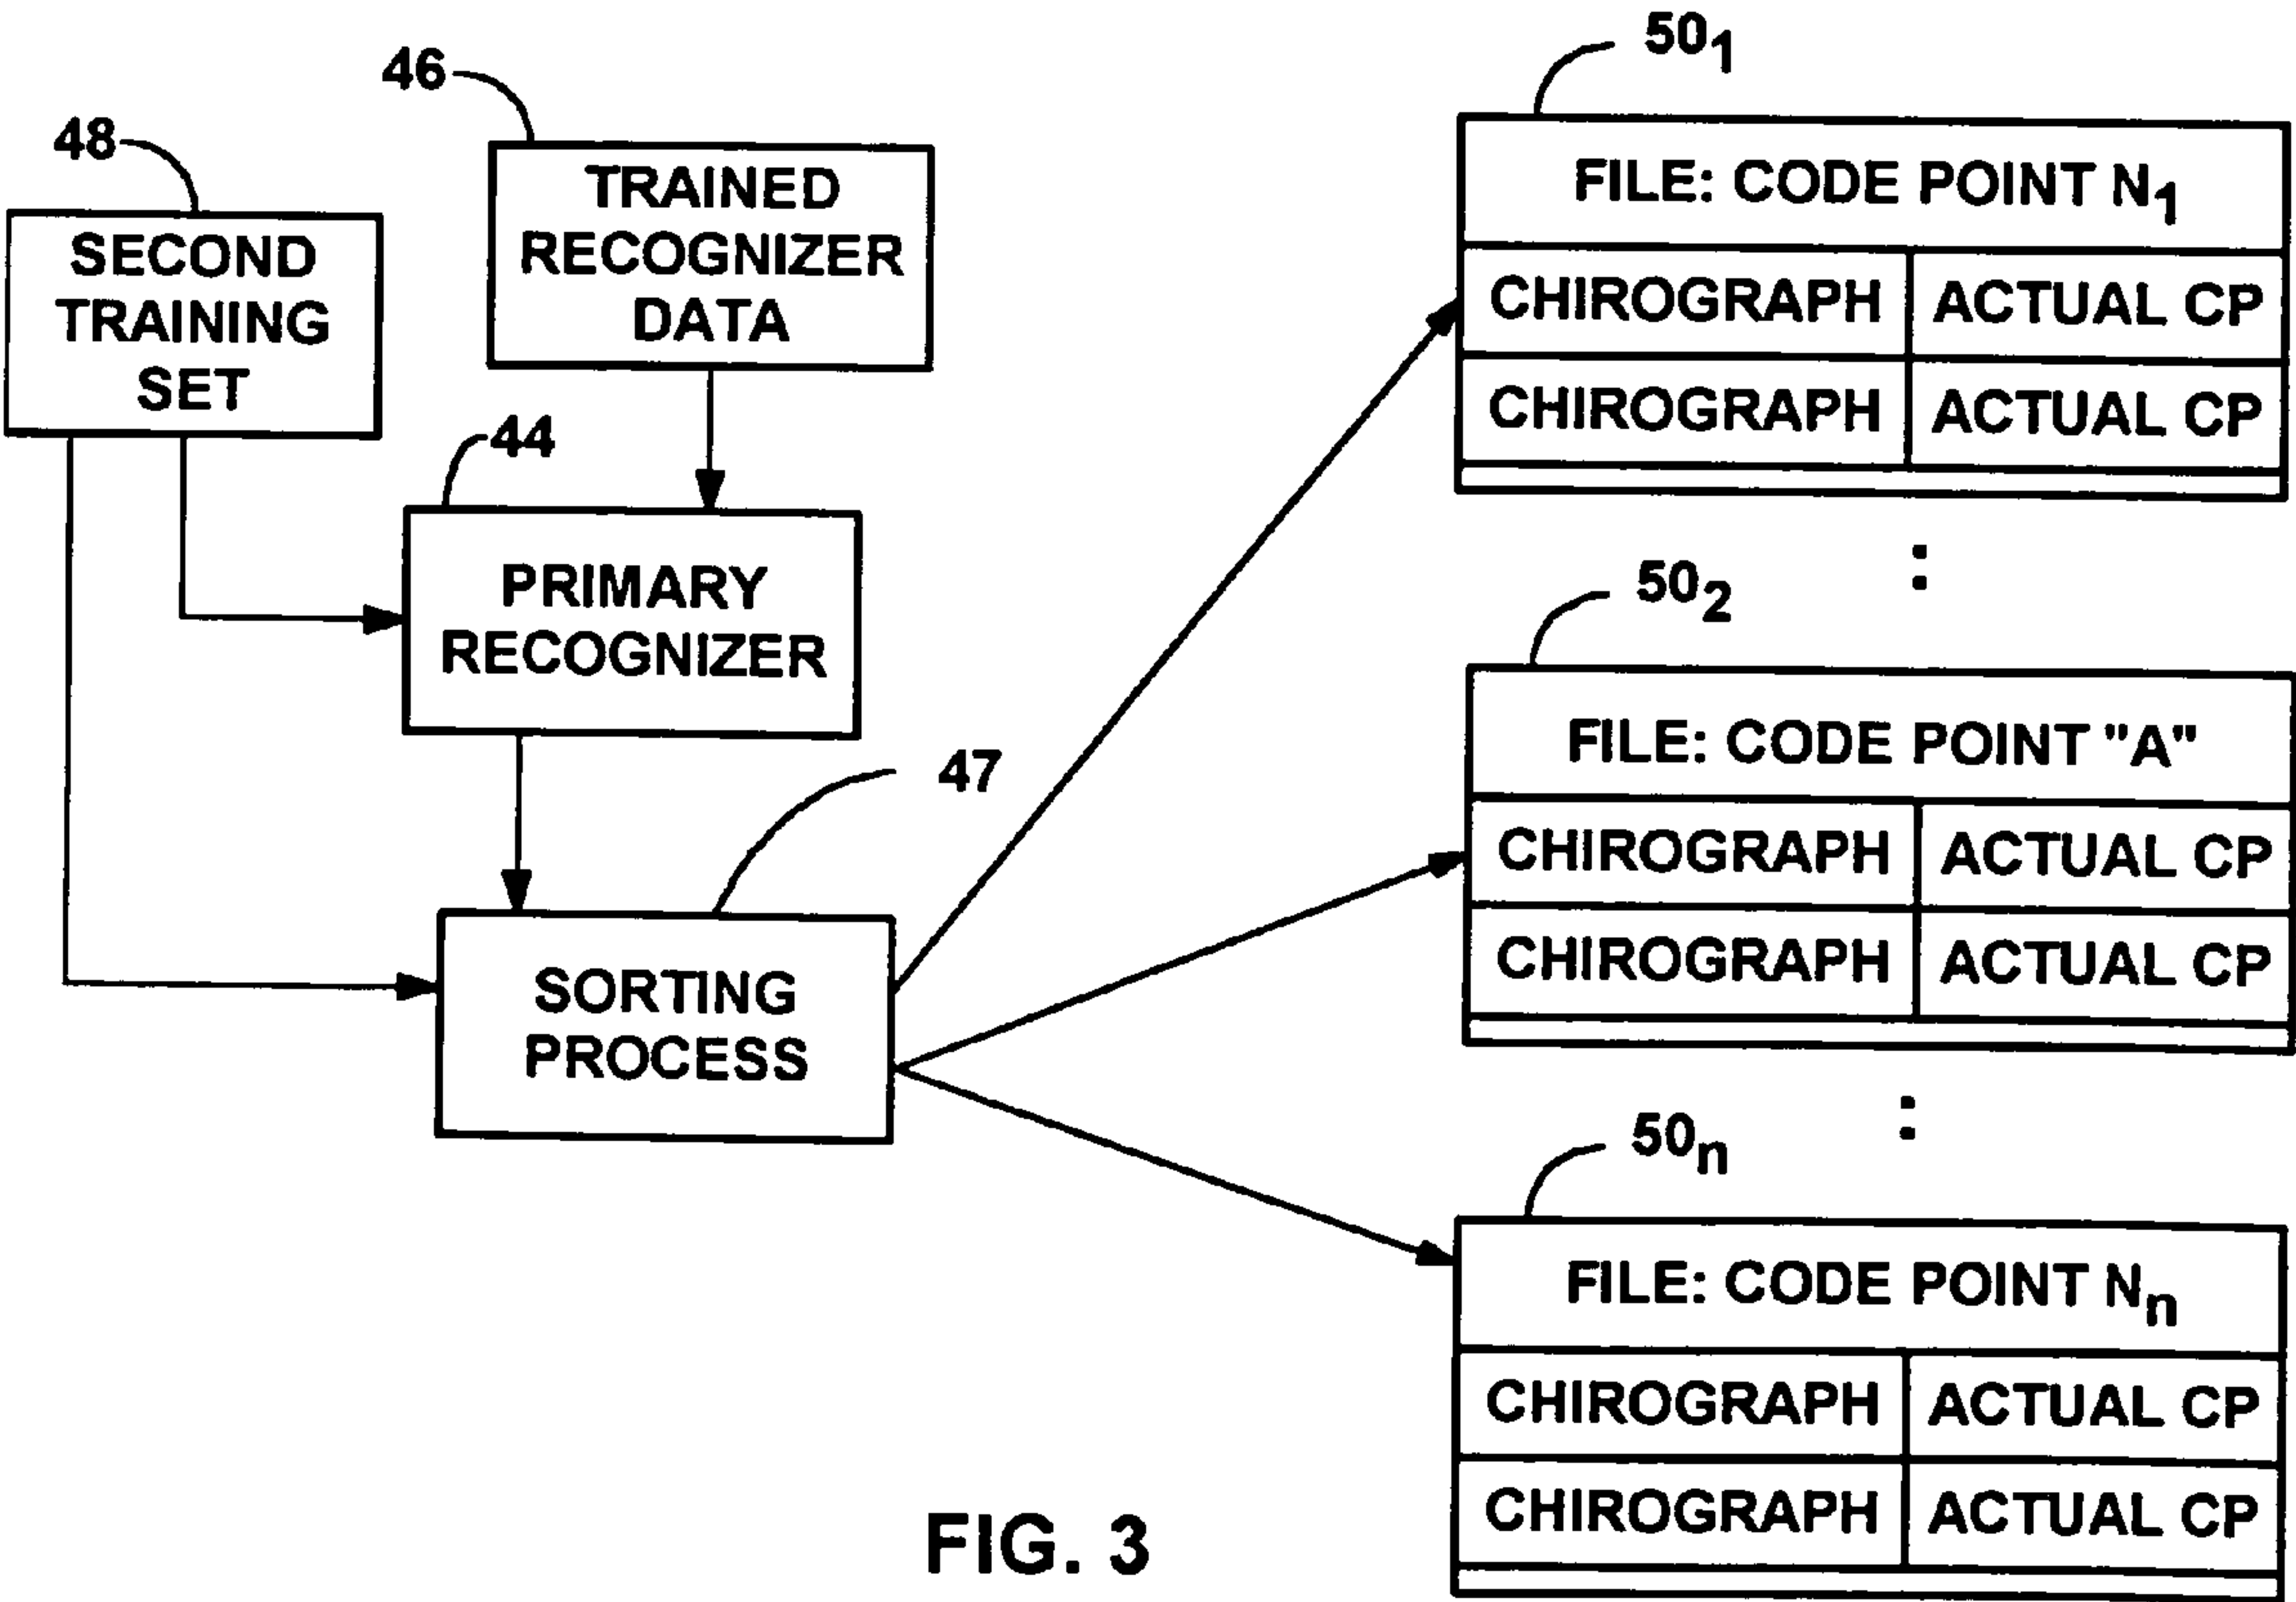 46
48
TRAINED
RECOGNIZER
DATA
SECOND
TRAINING
SET
44
PRIMARY
RECOGNIZER
47
SORTING
PROCESS
50₁
FILE: CODE POINT N₁
CHIROGRAPH ACTUAL CP
CHIROGRAPH ACTUAL CP
:
50₂
FILE: CODE POINT "A"
CHIROGRAPH ACTUAL CP
CHIROGRAPH ACTUAL CP
:
50ₙ
FILE: CODE POINT Nₙ
CHIROGRAPH ACTUAL CP
CHIROGRAPH ACTUAL CP
FIG. 3